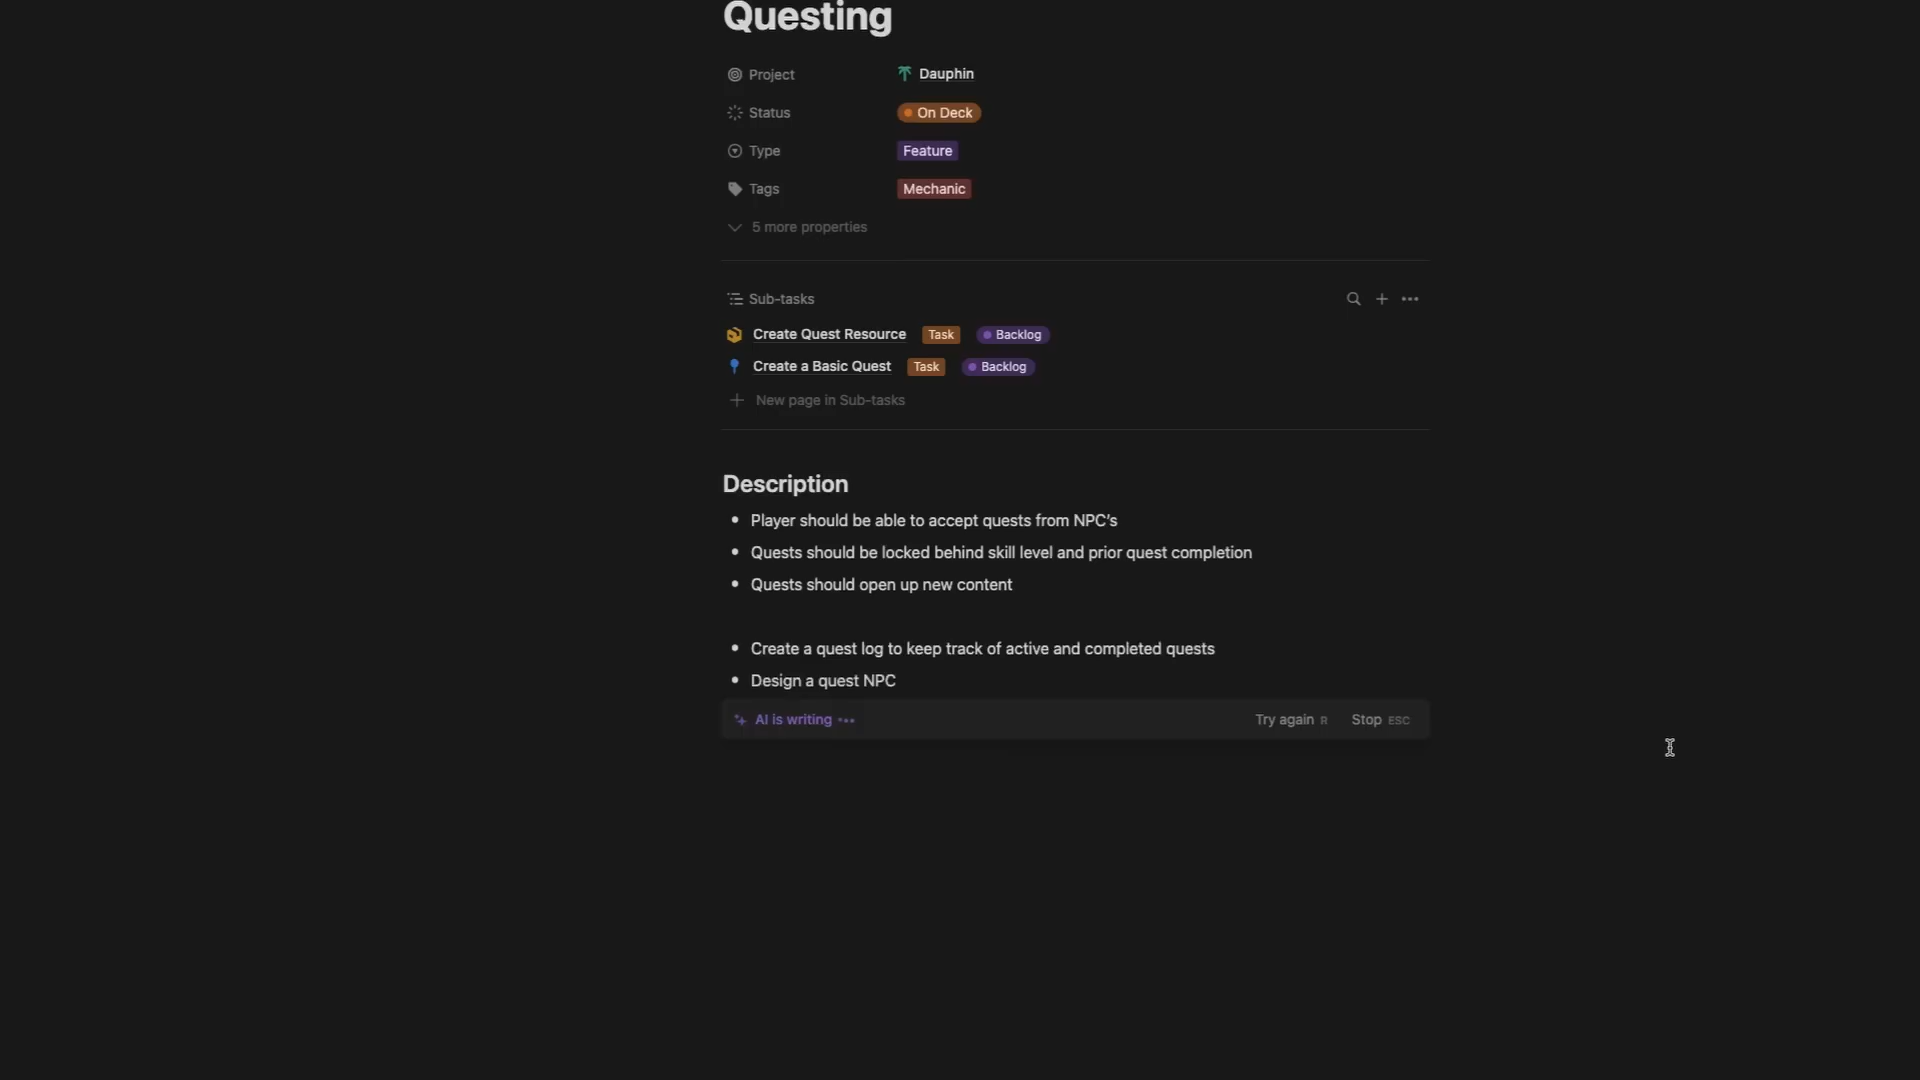 Questing
Project Dauphin
Status On Deck
Type Feature
Tags Mechanic
5 more properties
Sub-tasks
Create Quest Resource Task Backlog
Create a Basic Quest Task Backlog
New page in Sub-tasks
Description
Player should be able to accept quests from NPC’s
Quests should be locked behind skill level and prior quest completion
Quests should open up new content
Create a quest log to keep track of active and completed quests
Design a quest NPC
AI is writing Try again R Stop ESC